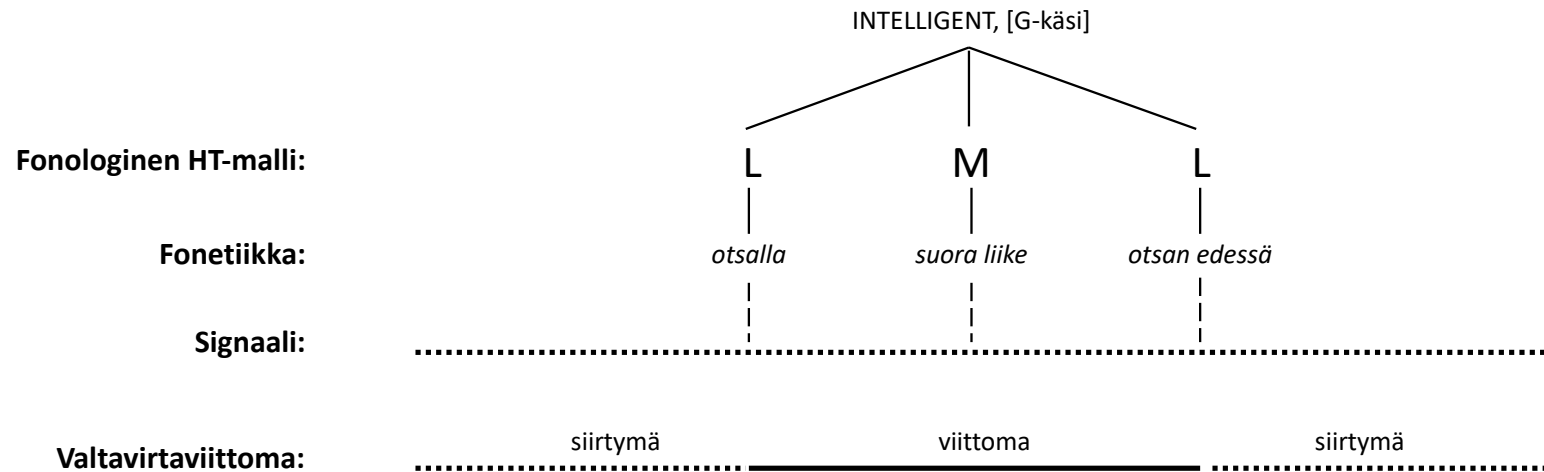 INTELLIGENT, [G-käsi]
Fonologinen HT-malli: L M L
Fonetiikka: otsalla suora liike otsan edessä
Signaali:
siirtymä viittoma siirtymä
Valtavirtaviittoma: